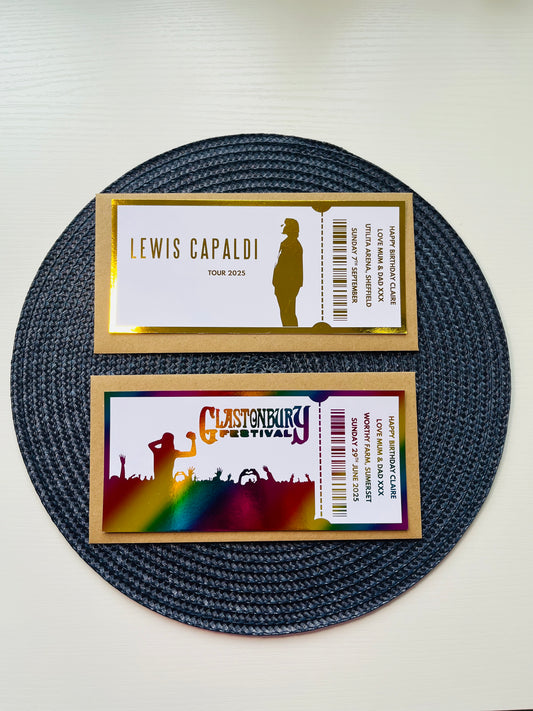 LEWIS CAPALDI
TOUR 2025
HAPPY BIRTHDAY CLAIRE
LOVE MUM & DAD XXX
UTILITA ARENA, SHEFFIELD
SUNDAY 7TH SEPTEMBER
GLASTONBURY
FESTIVAL
HAPPY BIRTHDAY CLAIRE
LOVE MUM & DAD XXX
WORTHY FARM, SUMERSET
SUNDAY 29TH JUNE 2025